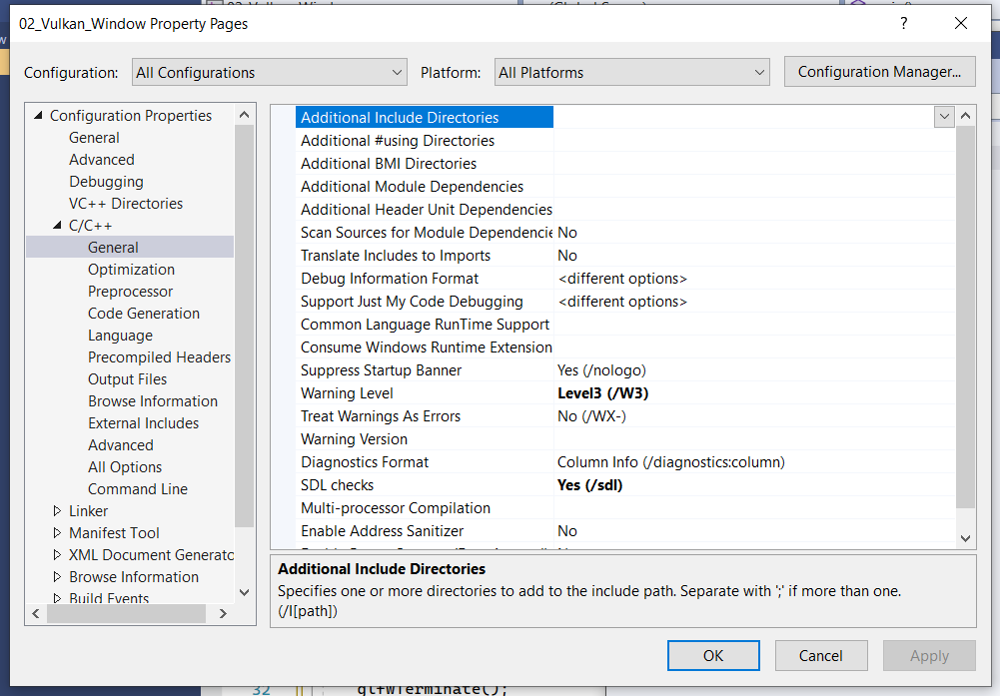 02_Vulkan_Window Property Pages
?
Configuration: All Configurations Platform: All Platforms Configuration Manager...
Configuration Properties
General
Advanced
Debugging
VC++ Directories
C/C++
General
Optimization
Preprocessor
Code Generation
Language
Precompiled Headers
Output Files
Browse Information
External Includes
Advanced
All Options
Command Line
Linker
Manifest Tool
XML Document Generato
Browse Information
Build Events
Additional Include Directories
Additional #using Directories
Additional BMI Directories
Additional Module Dependencies
Additional Header Unit Dependencies
Scan Sources for Module Dependencie No
Translate Includes to Imports No
Debug Information Format <different options>
Support Just My Code Debugging <different options>
Common Language RunTime Support
Consume Windows Runtime Extension
Suppress Startup Banner Yes (/nologo)
Warning Level Level3 (/W3)
Treat Warnings As Errors No (/WX-)
Warning Version
Diagnostics Format Column Info (/diagnostics:column)
SDL checks Yes (/sdl)
Multi-processor Compilation
Enable Address Sanitizer No
Additional Include Directories
Specifies one or more directories to add to the include path. Separate with ';' if more than one.
(/I[path])
OK Cancel Apply
32 glfwTerminate();